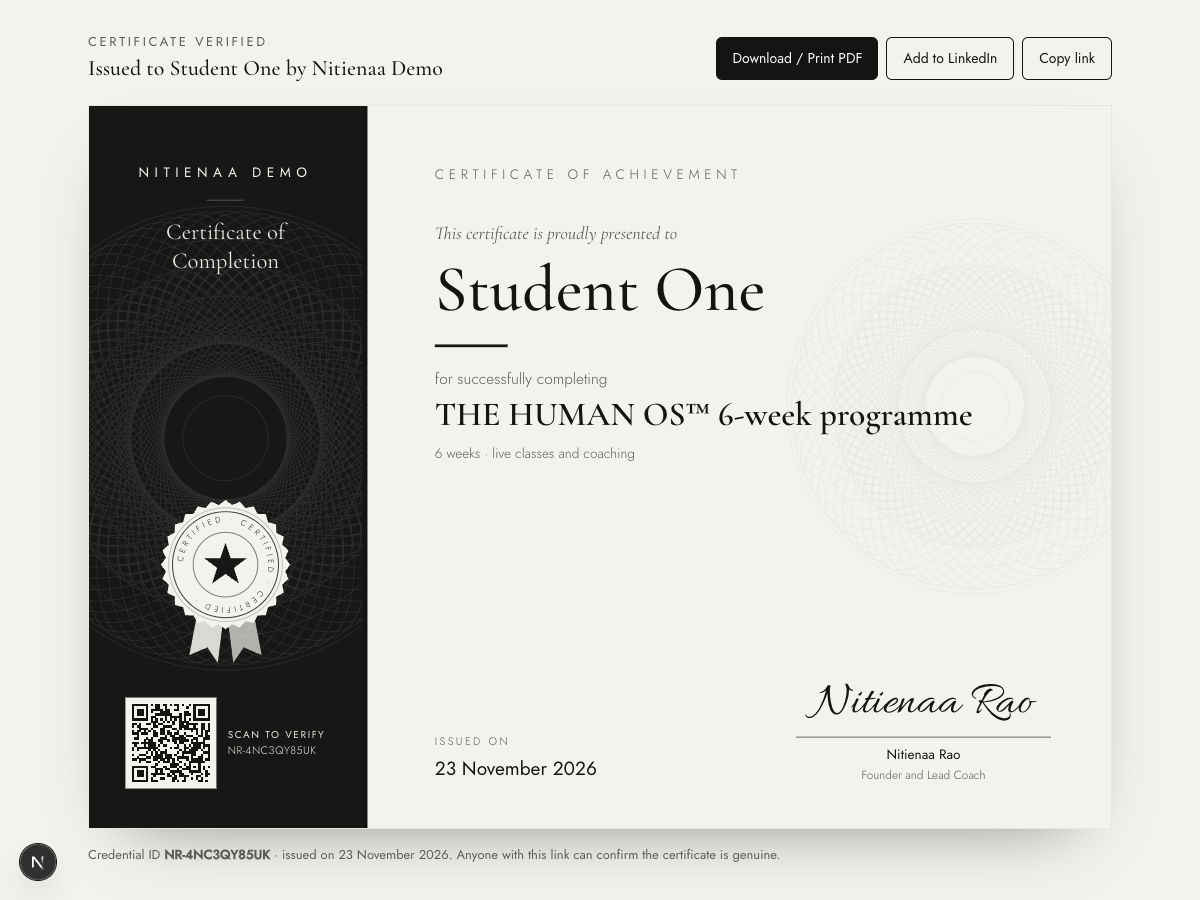 CERTIFICATE VERIFIED
Issued to Student One by Nitienaa Demo
Download / Print PDF
Add to LinkedIn
Copy link
NITIENAA DEMO
Certificate of
Completion
CERTIFIED · CERTIFIED · CERTIFIED ·
SCAN TO VERIFY
NR-4NC3QY85UK
CERTIFICATE OF ACHIEVEMENT
This certificate is proudly presented to
Student One
for successfully completing
THE HUMAN OS™ 6-week programme
6 weeks · live classes and coaching
ISSUED ON
23 November 2026
Nitienaa Rao
Nitienaa Rao
Founder and Lead Coach
Credential ID NR-4NC3QY85UK · issued on 23 November 2026. Anyone with this link can confirm the certificate is genuine.
N